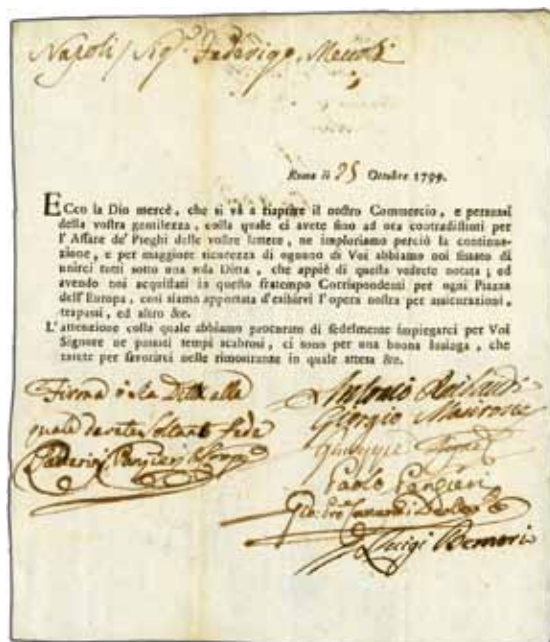 Napoli / Sig.r Federigo
Roma li 25 Ottobre 1799.
ECco la Dio mercè, che si và a riaprire il nostro Commercio, e persuasi
della vostra gentilezza, colla quale ci avete fino ad ora contradistinti per
l'Affare de' Pieghi delle vostre lettere, ne imploriamo perciò la continua-
zione, e per maggiore sicurezza di ognuno di Voi abbiamo noi fissato di
unirci tutti sotto una sola Ditta, che appiè di questa vedrete notata; ed
avendo noi acquistati in questo frattempo Corrispondenti per ogni Piazza
dell'Europa, così siamo apportata d'esibirvi l'opera nostra per assicurazioni,
trapassi, ed altro &c.
L'attenzione colla quale abbiamo procurato di fedelmente impiegarci per Voi
Signore ne passati tempi scabrosi, ci sono per una buona lusinga, che
sarete per favorirci nelle rimostranze in quale attesa &c.
Firma della Ditta alla
quale darete soltanto fede
Antonio
Giorgio
Giuseppe
Paolo Pangieri
Luigi